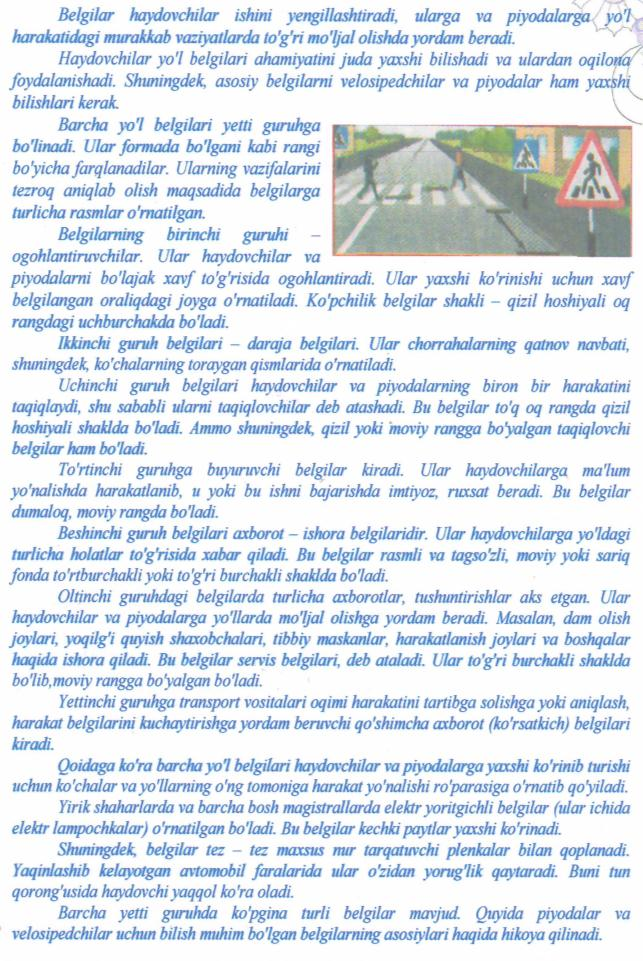 Belgilar haydovchilar ishini yengillashtiradi, ularga va piyodalarga yo'l
harakatidagi murakkab vaziyatlarda to'g'ri mo'ljal olishda yordam beradi.
Haydovchilar yo'l belgilari ahamiyatini juda yaxshi bilishadi va ulardan oqilona
foydalanishadi. Shuningdek, asosiy belgilarni velosipedchilar va piyodalar ham yaxshi
bilishlari kerak.
Barcha yo'l belgilari yetti guruhga
bo'linadi. Ular formada bo'lgani kabi rangi
bo'yicha farqlanadilar. Ularning vazifalarini
tezroq aniqlab olish maqsadida belgilarga
turlicha rasmlar o'rnatilgan.
Belgilarning birinchi guruhi –
ogohlantiruvchilar. Ular haydovchilar va
piyodalarni bo'lajak xavf to'g'risida ogohlantiradi. Ular yaxshi ko'rinishi uchun xavf
belgilangan oraliqdagi joyga o'rnatiladi. Ko'pchilik belgilar shakli – qizil hoshiyali oq
rangdagi uchburchakda bo'ladi.
Ikkinchi guruh belgilari – daraja belgilari. Ular chorrahalarning qatnov navbati,
shuningdek, ko'chalarning toraygan qismlarida o'rnatiladi.
Uchinchi guruh belgilari haydovchilar va piyodalarning biron bir harakatini
taqiqlaydi, shu sababli ularni taqiqlovchilar deb atashadi. Bu belgilar to'q oq rangda qizil
hoshiyali shaklda bo'ladi. Ammo shuningdek, qizil yoki moviy rangga bo'yalgan taqiqlovchi
belgilar ham bo'ladi.
To'rtinchi guruhga buyuruvchi belgilar kiradi. Ular haydovchilarga ma'lum
yo'nalishda harakatlanib, u yoki bu ishni bajarishda imtiyoz, ruxsat beradi. Bu belgilar
dumaloq, moviy rangda bo'ladi.
Beshinchi guruh belgilari axborot – ishora belgilaridir. Ular haydovchilarga yo'ldagi
turlicha holatlar to'g'risida xabar qiladi. Bu belgilar rasmli va tagso'zli, moviy yoki sariq
fonda to'rtburchakli yoki to'g'ri burchakli shaklda bo'ladi.
Oltinchi guruhdagi belgilarda turlicha axborotlar, tushuntirishlar aks etgan. Ular
haydovchilar va piyodalarga yo'llarda mo'ljal olishga yordam beradi. Masalan, dam olish
joylari, yoqilg'i quyish shaxobchalari, tibbiy maskanlar, harakatlanish joylari va boshqalar
haqida ishora qiladi. Bu belgilar servis belgilari, deb ataladi. Ular to'g'ri burchakli shaklda
bo'lib,moviy rangga bo'yalgan bo'ladi.
Yettinchi guruhga transport vositalari oqimi harakatini tartibga solishga yoki aniqlash,
harakat belgilarini kuchaytirishga yordam beruvchi qo'shimcha axborot (ko'rsatkich) belgilari
kiradi.
Qoidaga ko'ra barcha yo'l belgilari haydovchilar va piyodalarga yaxshi ko'rinib turishi
uchun ko'chalar va yo'llarning o'ng tomoniga harakat yo'nalishi ro'parasiga o'rnatib qo'yiladi.
Yirik shaharlarda va barcha bosh magistrallarda elektr yoritgichli belgilar (ular ichida
elektr lampochkalar) o'rnatilgan bo'ladi. Bu belgilar kechki paytlar yaxshi ko'rinadi.
Shuningdek, belgilar tez – tez maxsus nur tarqatuvchi plenkalar bilan qoplanadi.
Yaqinlashib kelayotgan avtomobil faralarida ular o'zidan yorug'lik qaytaradi. Buni tun
qorong'usida haydovchi yaqqol ko'ra oladi.
Barcha yetti guruhda ko'pgina turli belgilar mavjud. Quyida piyodalar va
velosipedchilar uchun bilish muhim bo'lgan belgilarning asosiylari haqida hikoya qilinadi.